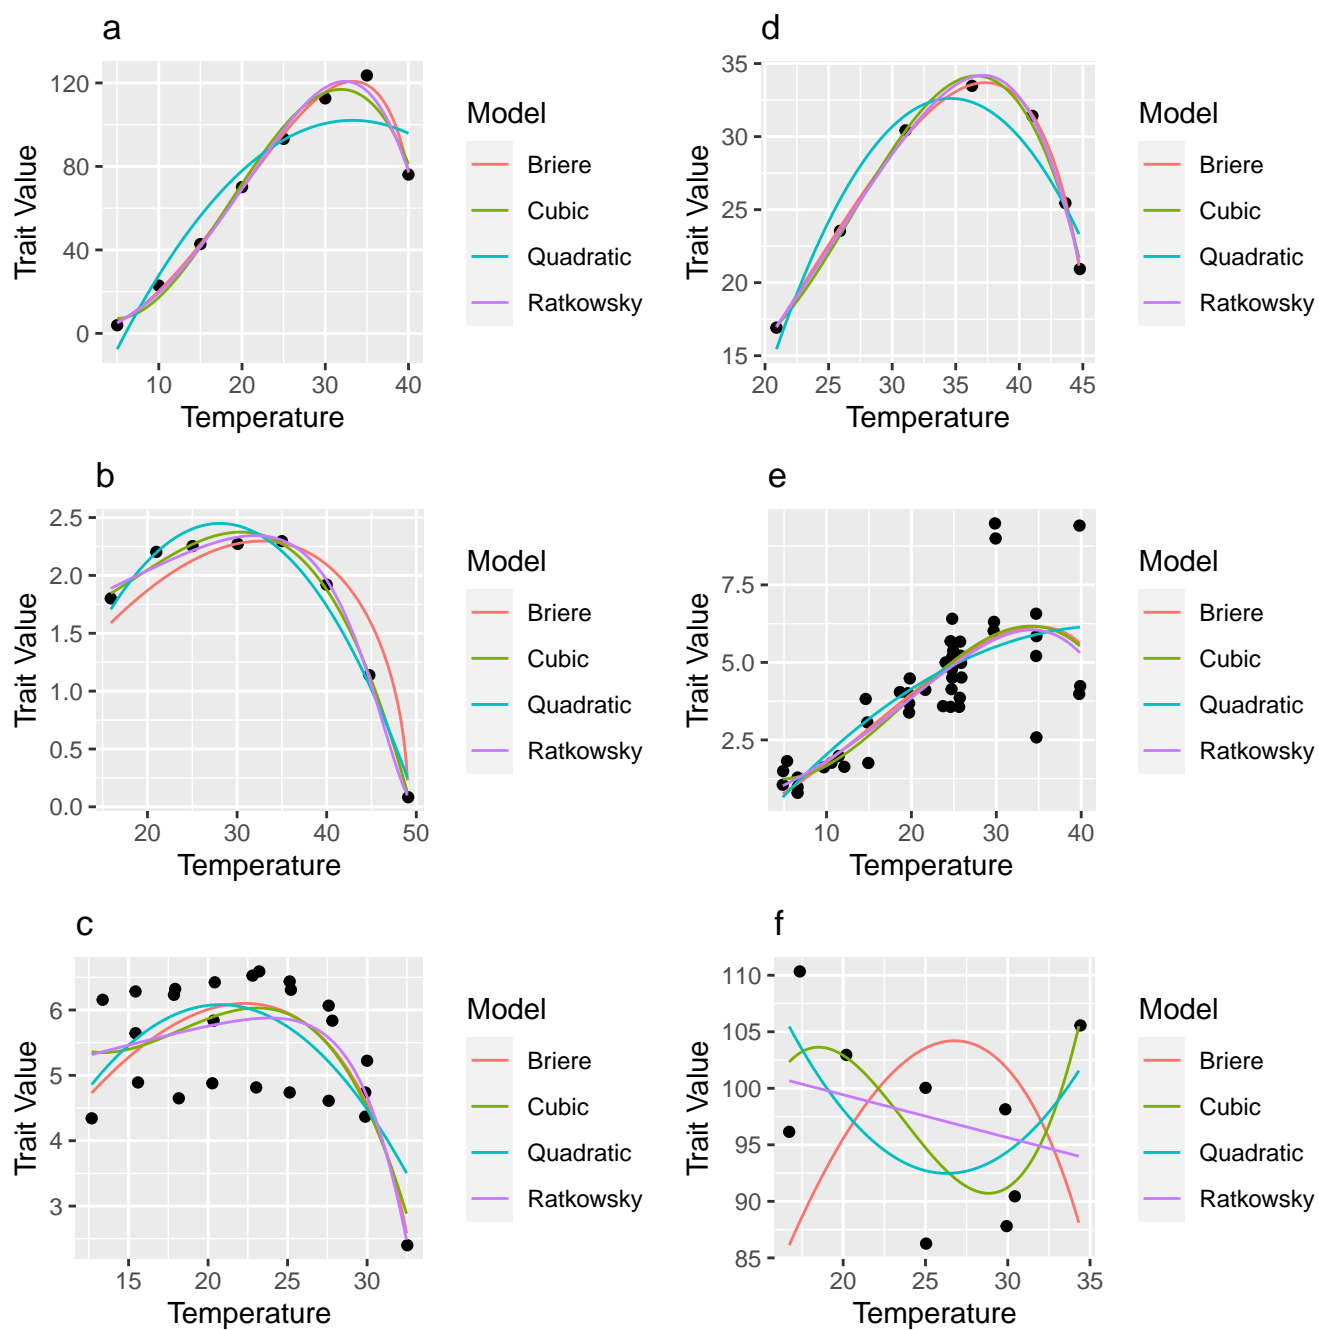 a
Trait Value
120
80
40
0
10 20 30 40
Temperature
Model
Briere
Cubic
Quadratic
Ratkowsky
d
Trait Value
35
30
25
20
15
20 25 30 35 40 45
Temperature
Model
Briere
Cubic
Quadratic
Ratkowsky
b
Trait Value
2.5
2.0
1.5
1.0
0.5
0.0
20 30 40 50
Temperature
Model
Briere
Cubic
Quadratic
Ratkowsky
e
Trait Value
7.5
5.0
2.5
10 20 30 40
Temperature
Model
Briere
Cubic
Quadratic
Ratkowsky
c
Trait Value
6
5
4
3
15 20 25 30
Temperature
Model
Briere
Cubic
Quadratic
Ratkowsky
f
Trait Value
110
105
100
95
90
85
20 25 30 35
Temperature
Model
Briere
Cubic
Quadratic
Ratkowsky